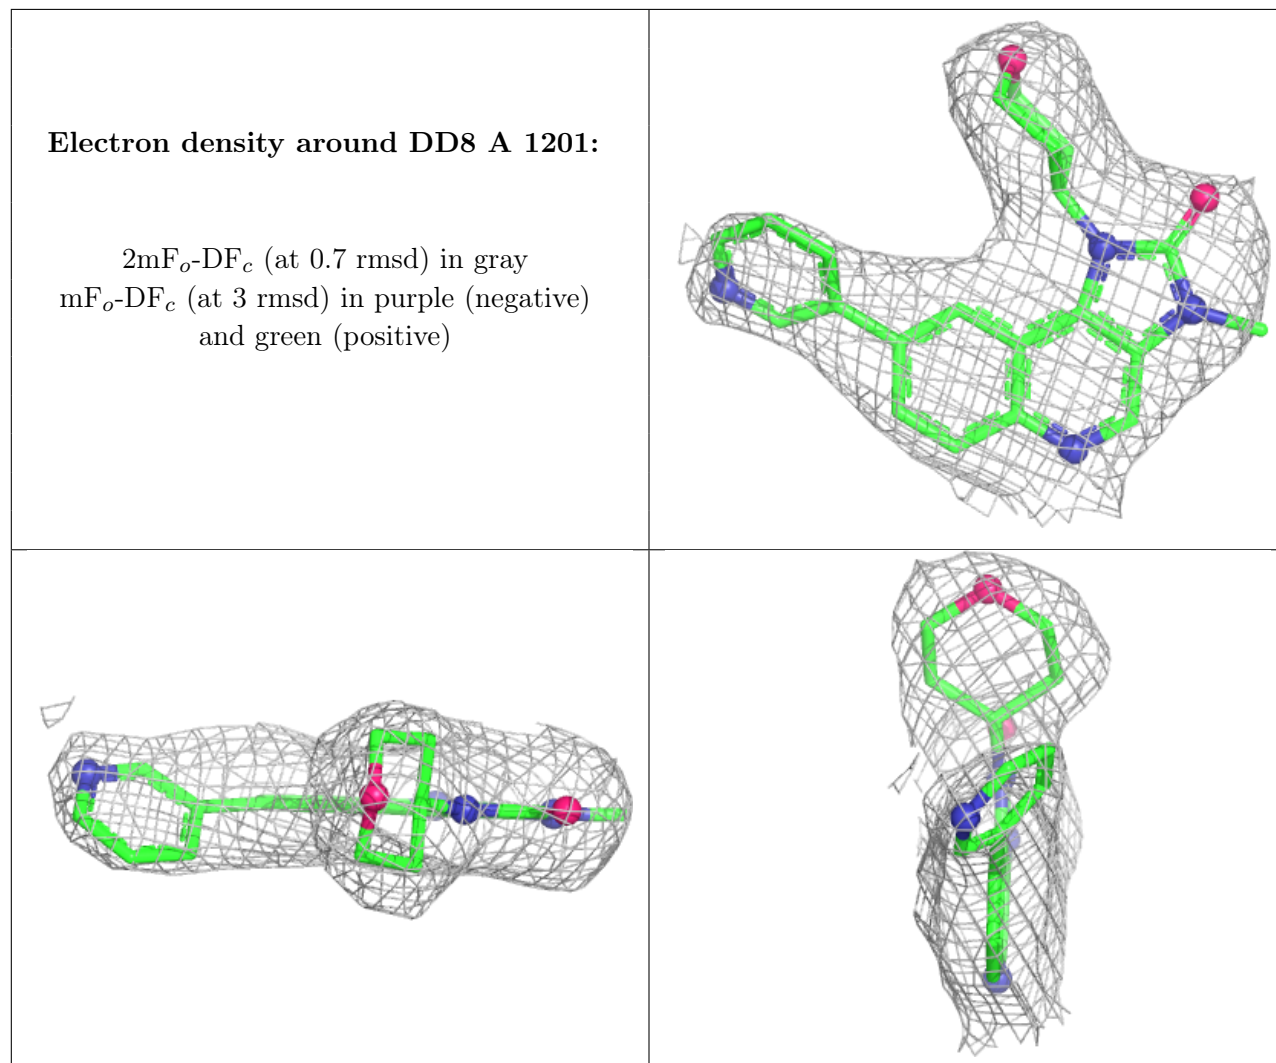 Electron density around DD8 A 1201:
2mFₒ-DF𝒸 (at 0.7 rmsd) in gray
mFₒ-DF𝒸 (at 3 rmsd) in purple (negative)
and green (positive)